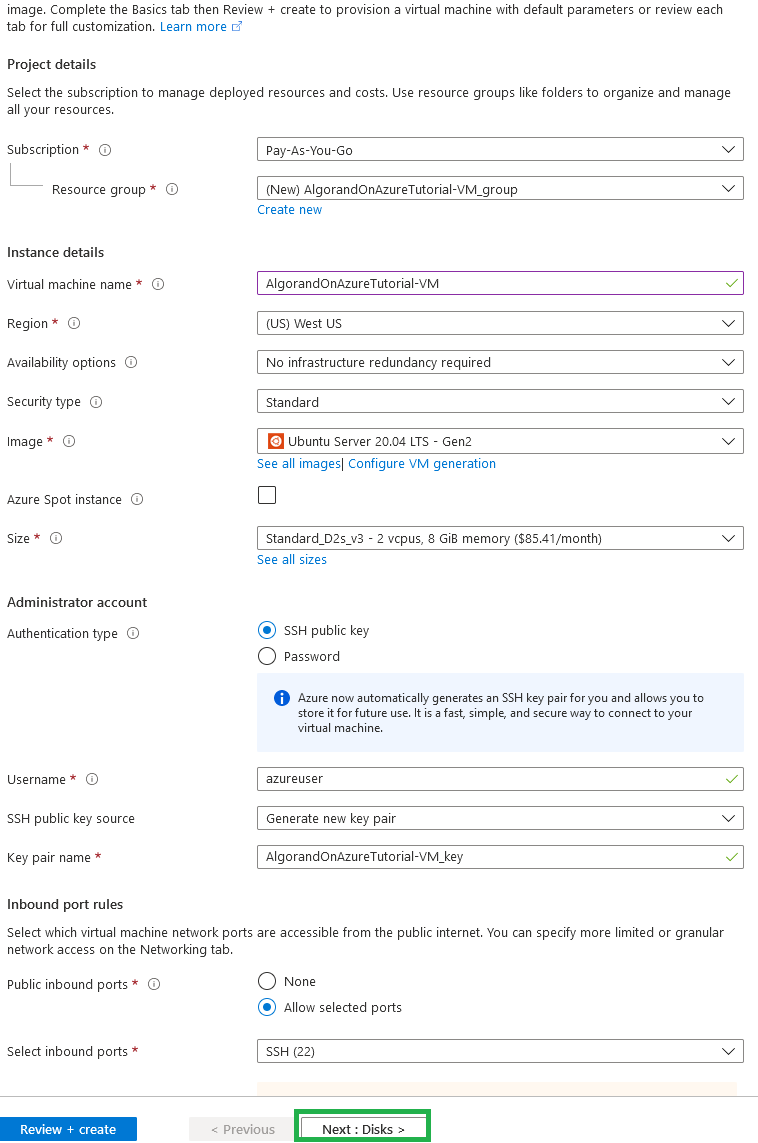 image. Complete the Basics tab then Review + create to provision a virtual machine with default parameters or review each
tab for full customization. Learn more
Project details
Select the subscription to manage deployed resources and costs. Use resource groups like folders to organize and manage
all your resources.
Subscription *
Pay-As-You-Go
Resource group *
(New) AlgorandOnAzureTutorial-VM_group
Create new
Instance details
Virtual machine name *
AlgorandOnAzureTutorial-VM
Region *
(US) West US
Availability options
No infrastructure redundancy required
Security type
Standard
Image *
Ubuntu Server 20.04 LTS - Gen2
See all images| Configure VM generation
Azure Spot instance
Size *
Standard_D2s_v3 - 2 vcpus, 8 GiB memory ($85.41/month)
See all sizes
Administrator account
Authentication type
SSH public key
Password
Azure now automatically generates an SSH key pair for you and allows you to
store it for future use. It is a fast, simple, and secure way to connect to your
virtual machine.
Username *
azureuser
SSH public key source
Generate new key pair
Key pair name *
AlgorandOnAzureTutorial-VM_key
Inbound port rules
Select which virtual machine network ports are accessible from the public internet. You can specify more limited or granular
network access on the Networking tab.
Public inbound ports *
None
Allow selected ports
Select inbound ports *
SSH (22)
Review + create
< Previous
Next : Disks >